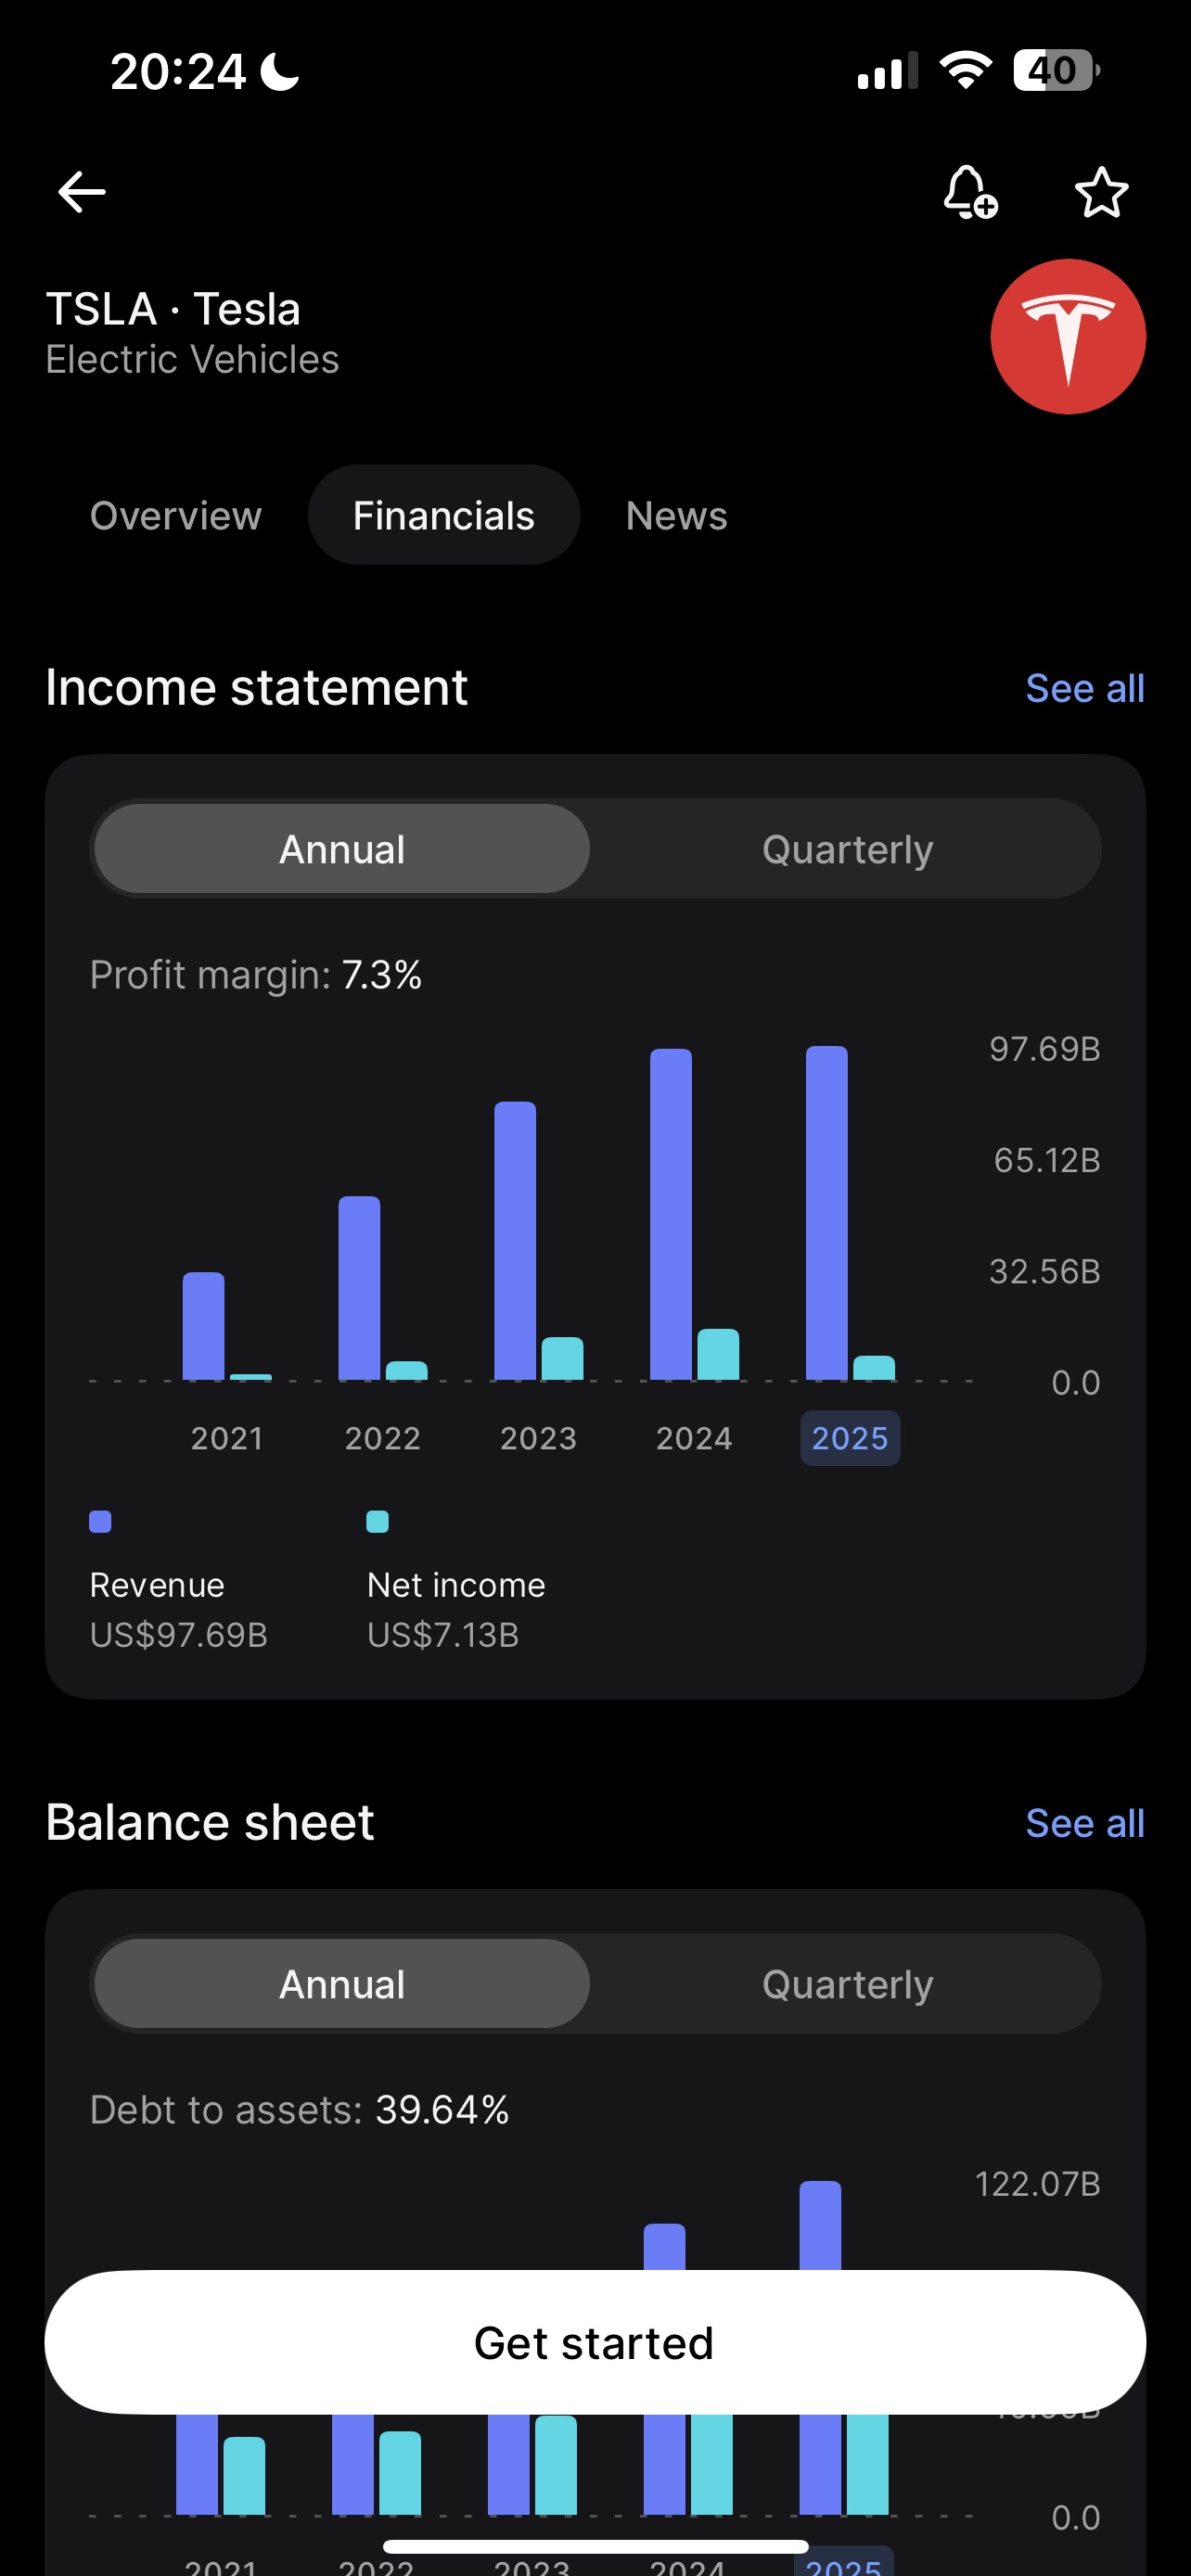 20:24
40
TSLA · Tesla
Electric Vehicles
Overview Financials News
Income statement See all
Annual Quarterly
Profit margin: 7.3%
97.69B
65.12B
32.56B
0.0
2021 2022 2023 2024 2025
Revenue Net income
US$97.69B US$7.13B
Balance sheet See all
Annual Quarterly
Debt to assets: 39.64%
122.07B
Get started
0.0
2021 2022 2023 2024 2025